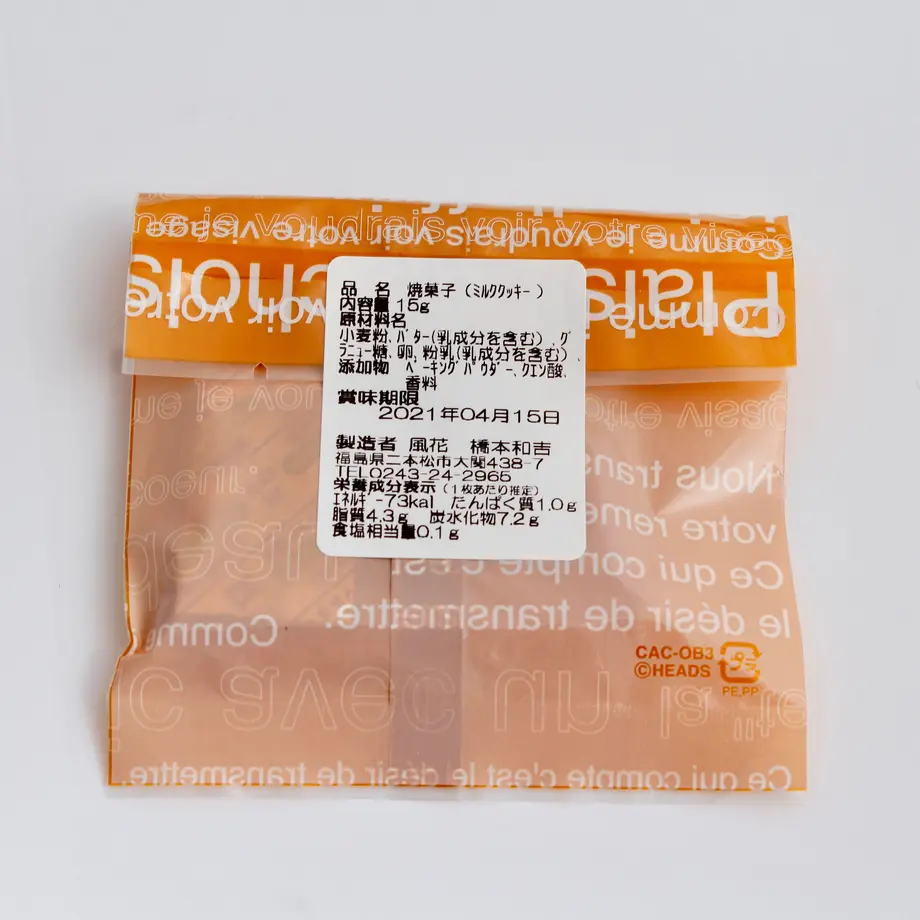 Comme je voudrais voir votre visage
Plais
chois
品 名 焼菓子(ミルククッキー)
内容量 15g
原材料名
小麦粉、バター(乳成分を含む)、グ
ラニュー糖、卵、粉乳(乳成分を含む)、
添加物 ベーキングパウダー、クエン酸、
香料
賞味期限
2021年04月15日
製造者 風花 橋本和吉
福島県二本松市大関438-7
TEL0243-24-2965
栄養成分表示(1枚あたり推定)
エネルギー73kal たんぱく質1.0g
脂質4.3g 炭水化物7.2g
食塩相当量0.1g
Nous trans
votre reme
Ce qui compte c'est
le désir de transmettre.
Comme
avec un
CAC-OB3
©HEADS
プラ
PE,PP
Ce qui compte c'est le désir de transmettre.